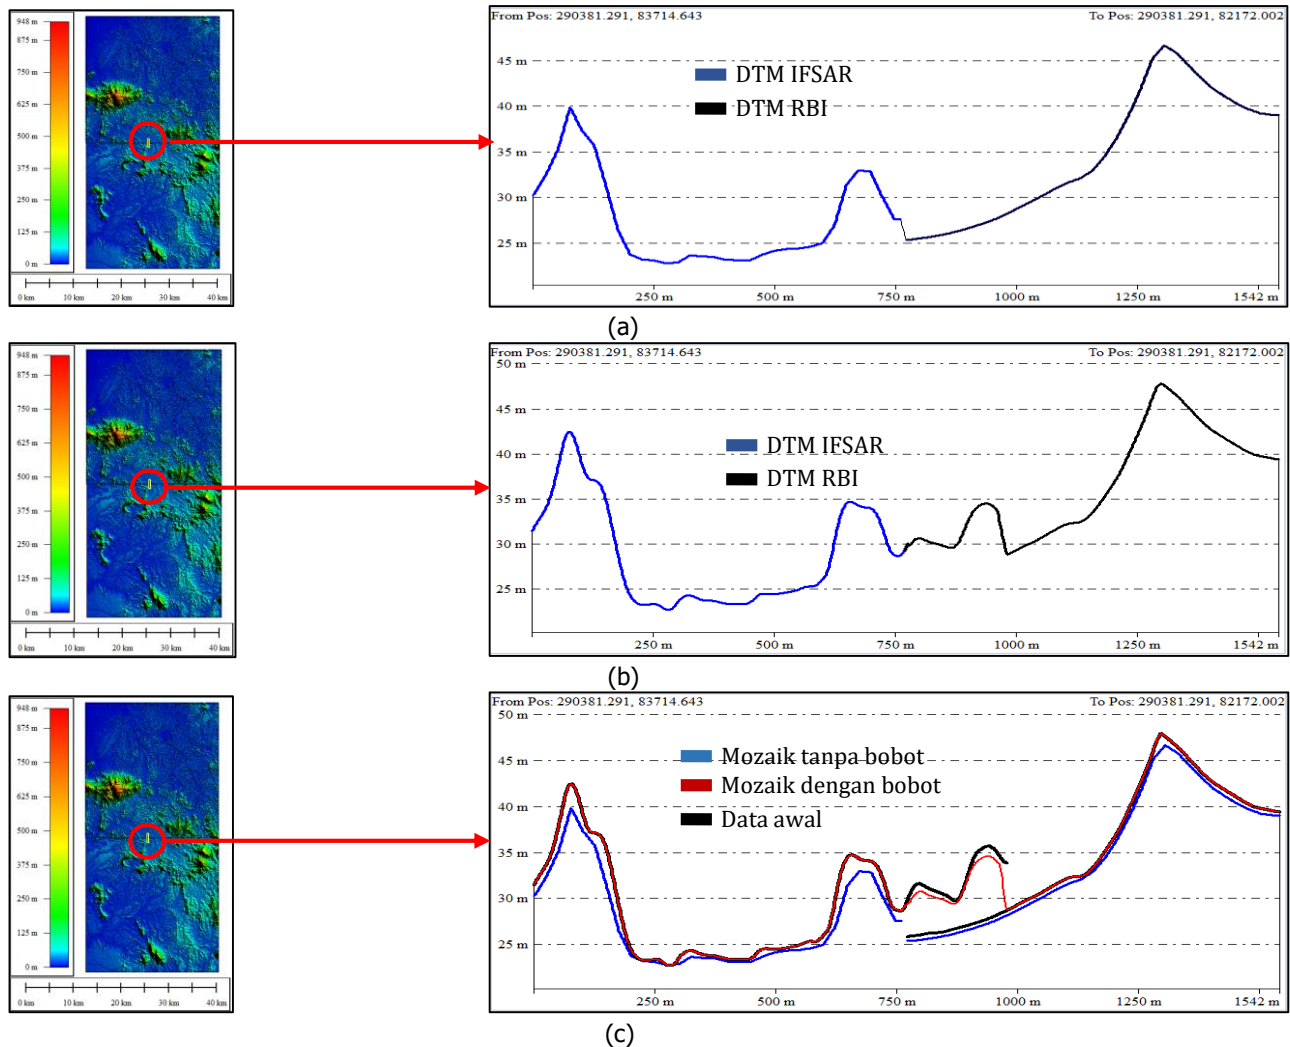 948 m
875 m
750 m
625 m
500 m
375 m
250 m
125 m
0 m
0 km 10 km 20 km 30 km 40 km
From Pos: 290381.291, 83714.643 To Pos: 290381.291, 82172.002
45 m
40 m
35 m
30 m
25 m
DTM IFSAR
DTM RBI
250 m 500 m 750 m 1000 m 1250 m 1542 m
(a)
948 m
875 m
750 m
625 m
500 m
375 m
250 m
125 m
0 m
0 km 10 km 20 km 30 km 40 km
From Pos: 290381.291, 83714.643 To Pos: 290381.291, 82172.002
50 m
45 m
40 m
35 m
30 m
25 m
DTM IFSAR
DTM RBI
250 m 500 m 750 m 1000 m 1250 m 1542 m
(b)
948 m
875 m
750 m
625 m
500 m
375 m
250 m
125 m
0 m
0 km 10 km 20 km 30 km 40 km
From Pos: 290381.291, 83714.643 To Pos: 290381.291, 82172.002
50 m
45 m
40 m
35 m
30 m
25 m
Mozaik tanpa bobot
Mozaik dengan bobot
Data awal
250 m 500 m 750 m 1000 m 1250 m 1542 m
(c)